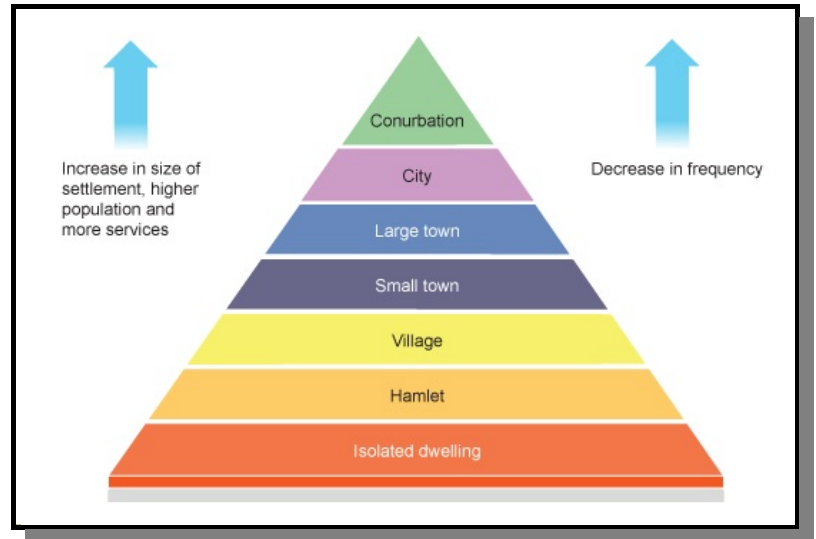 Conurbation
Increase in size of
settlement, higher
population and
more services
Decrease in frequency
City
Large town
Small town
Village
Hamlet
Isolated dwelling